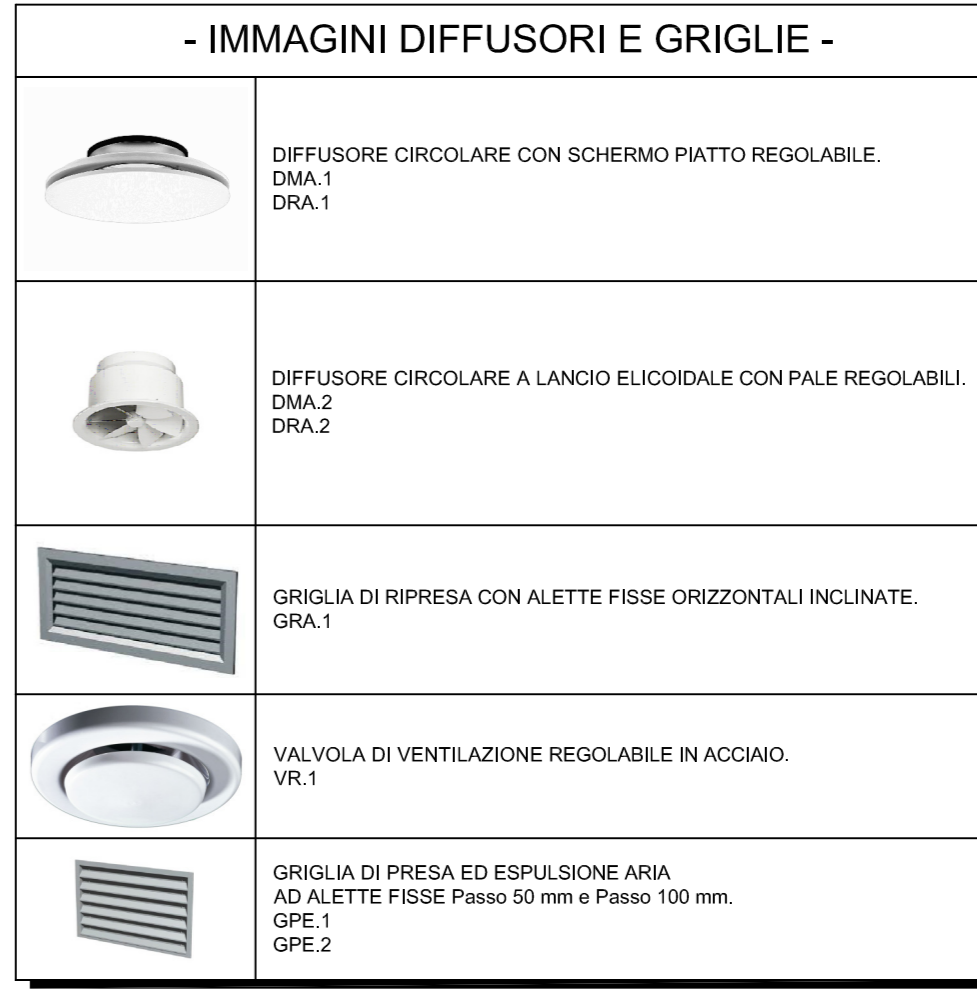 - IMMAGINI DIFFUSORI E GRIGLIE -
DIFFUSORE CIRCOLARE CON SCHERMO PIATTO REGOLABILE.
DMA.1
DRA.1
DIFFUSORE CIRCOLARE A LANCIO ELICOIDALE CON PALE REGOLABILI.
DMA.2
DRA.2
GRIGLIA DI RIPRESA CON ALETTE FISSE ORIZZONTALI INCLINATE.
GRA.1
VALVOLA DI VENTILAZIONE REGOLABILE IN ACCIAIO.
VR.1
GRIGLIA DI PRESA ED ESPULSIONE ARIA
AD ALETTE FISSE Passo 50 mm e Passo 100 mm.
GPE.1
GPE.2